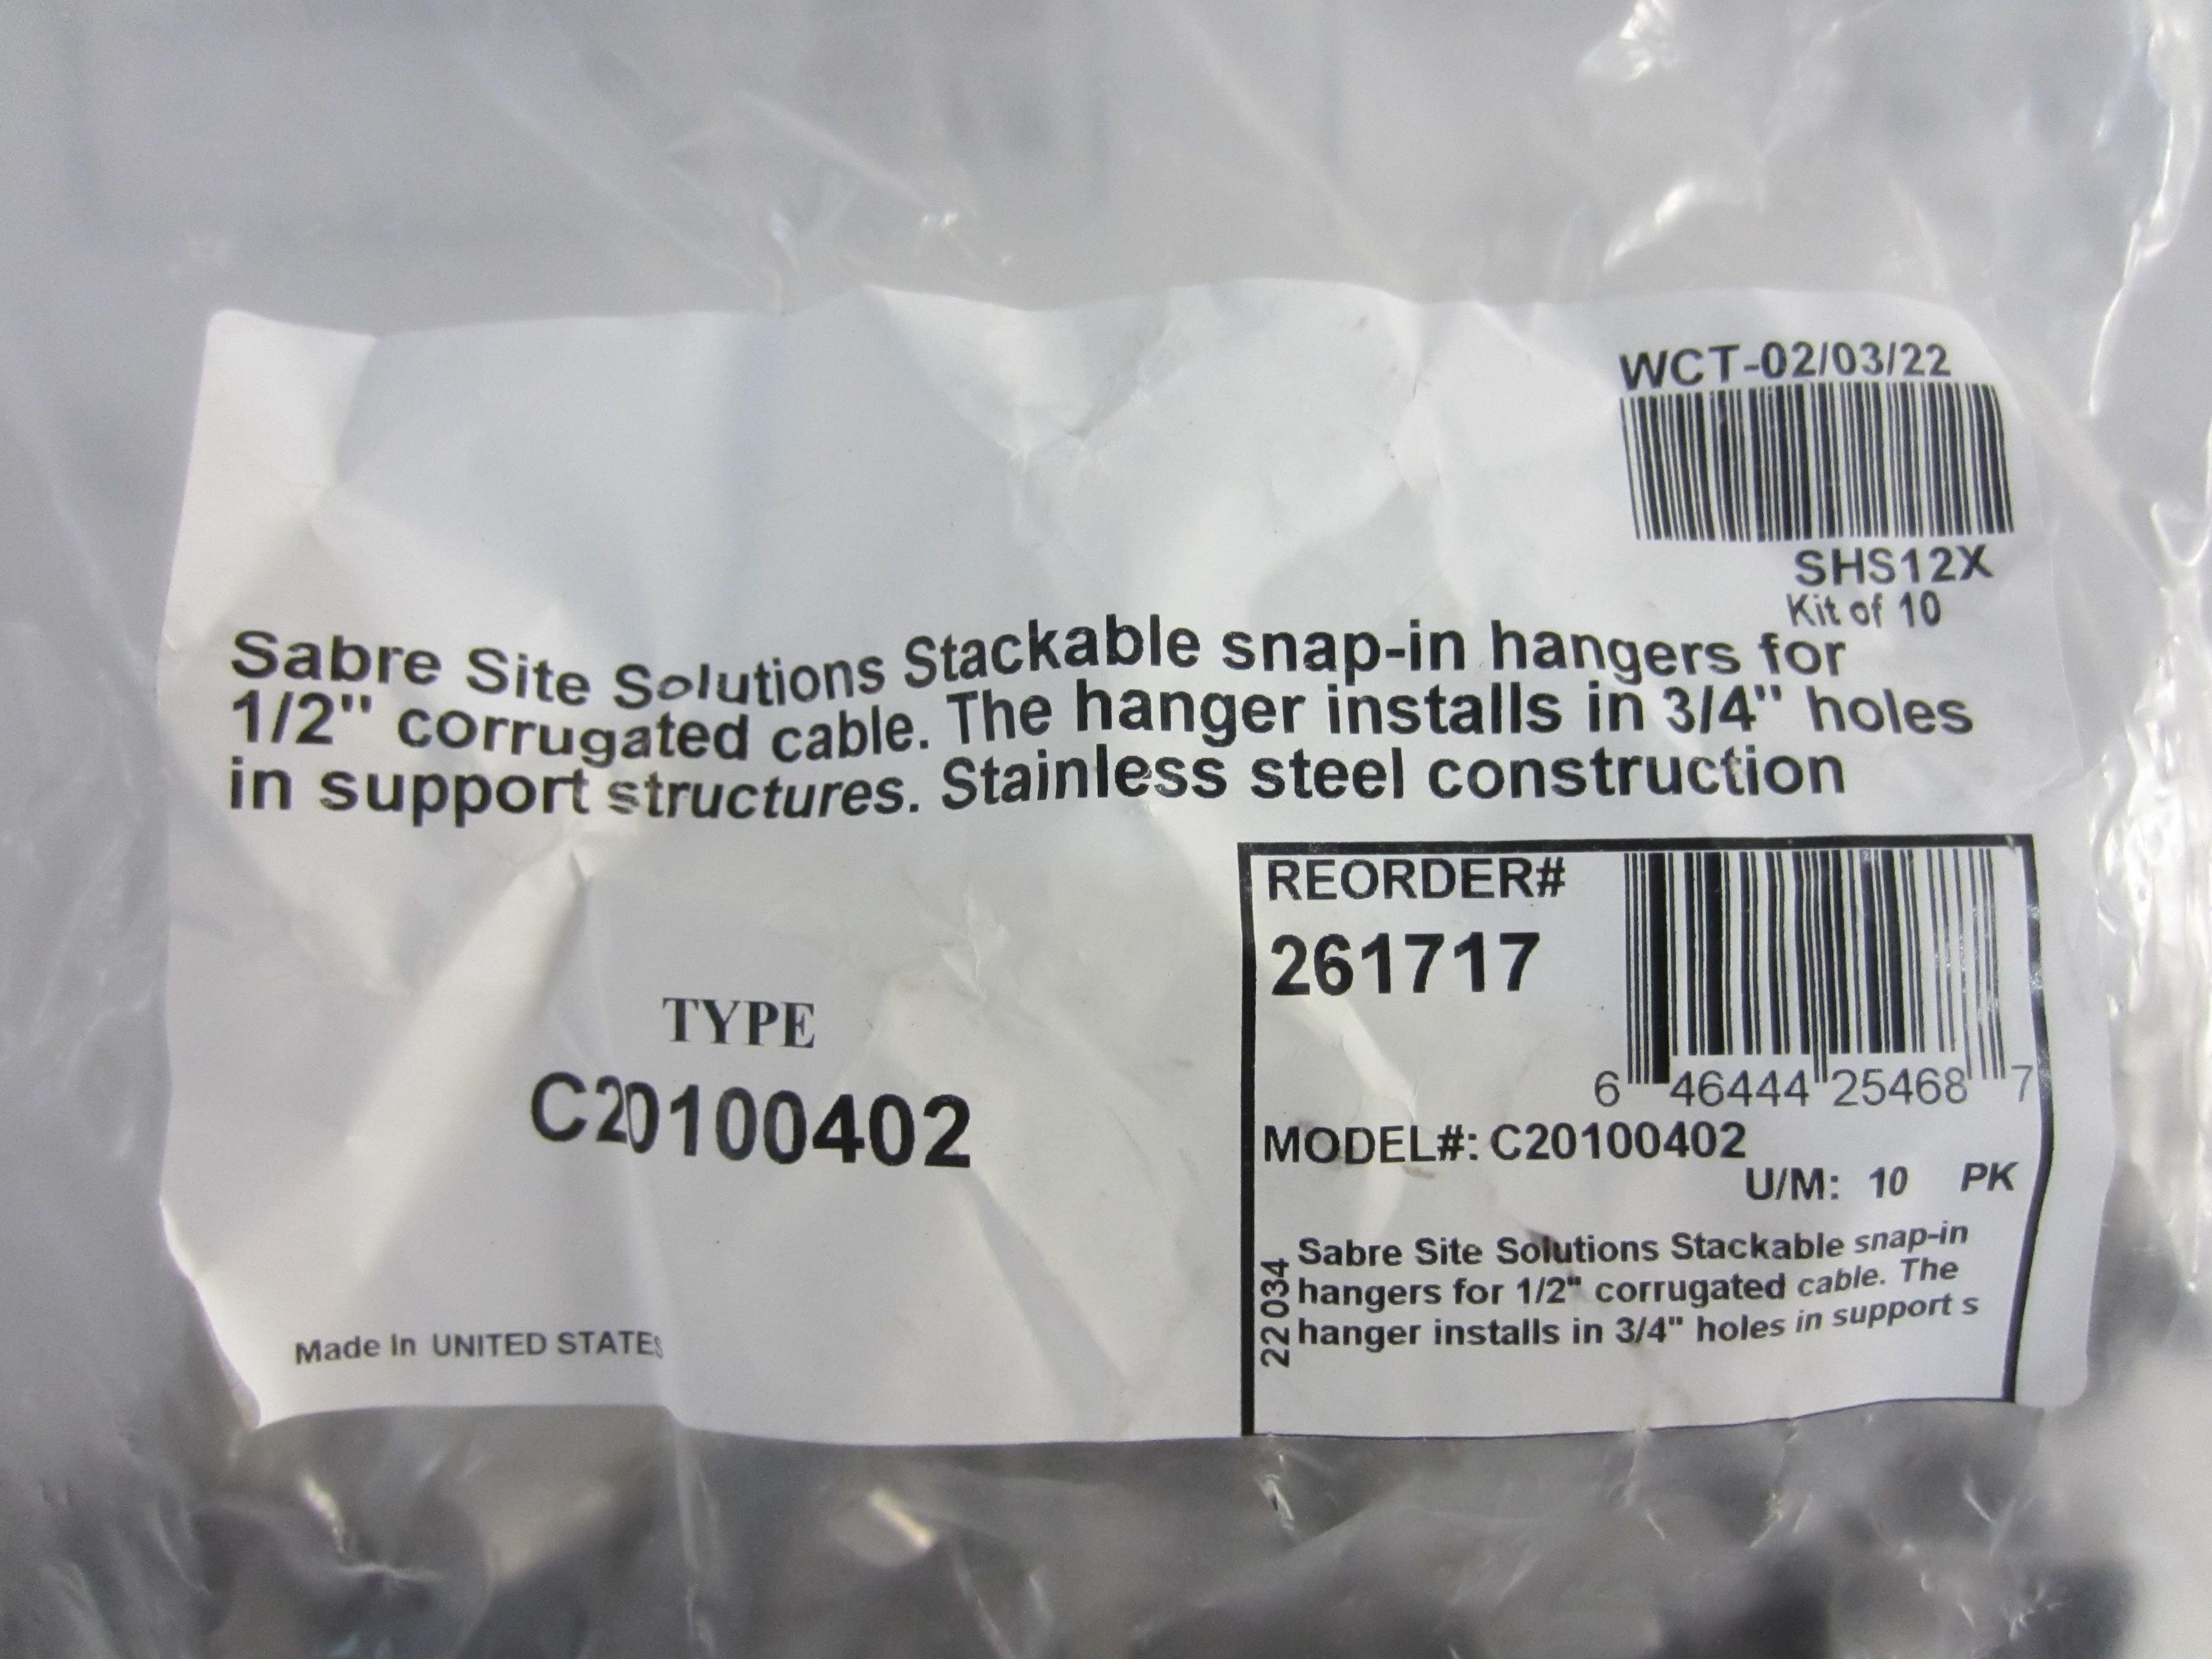 WCT-02/03/22
SHS12X
Kit of 10
Sabre Site Solutions Stackable snap-in hangers for
1/2" corrugated cable. The hanger installs in 3/4" holes
in support structures. Stainless steel construction
TYPE
C20100402
Made In UNITED STATES
REORDER#
261717
6 46444 25468 7
MODEL#: C20100402
U/M: 10 PK
22034
Sabre Site Solutions Stackable snap-in
hangers for 1/2" corrugated cable. The
hanger installs in 3/4" holes in support s